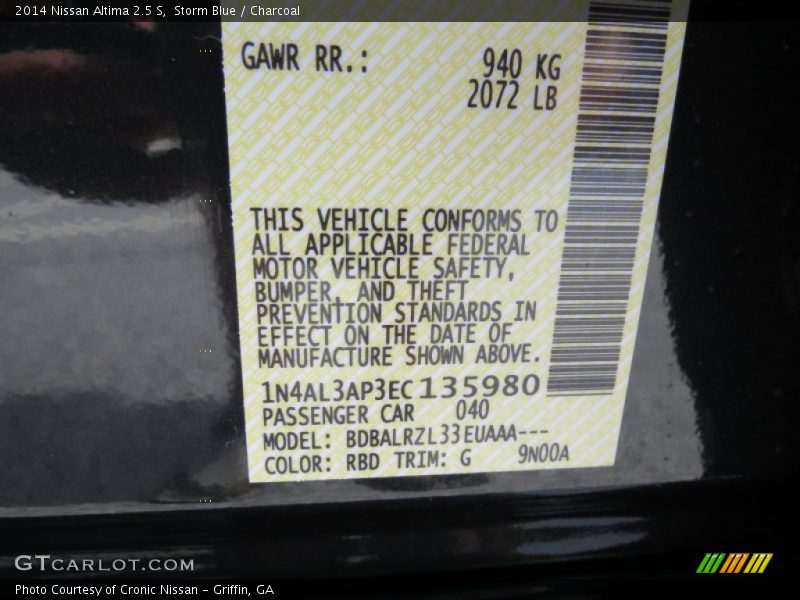 2014 Nissan Altima 2.5 S, Storm Blue / Charcoal
GAWR RR.: 940 KG
2072 LB
THIS VEHICLE CONFORMS TO
ALL APPLICABLE FEDERAL
MOTOR VEHICLE SAFETY,
BUMPER, AND THEFT
PREVENTION STANDARDS IN
EFFECT ON THE DATE OF
MANUFACTURE SHOWN ABOVE.
1N4AL3AP3EC135980
PASSENGER CAR 040
MODEL: BDBALRZL33EUAAA---
COLOR: RBD TRIM: G 9N00A
GTCARLOT.COM
Photo Courtesy of Cronic Nissan - Griffin, GA